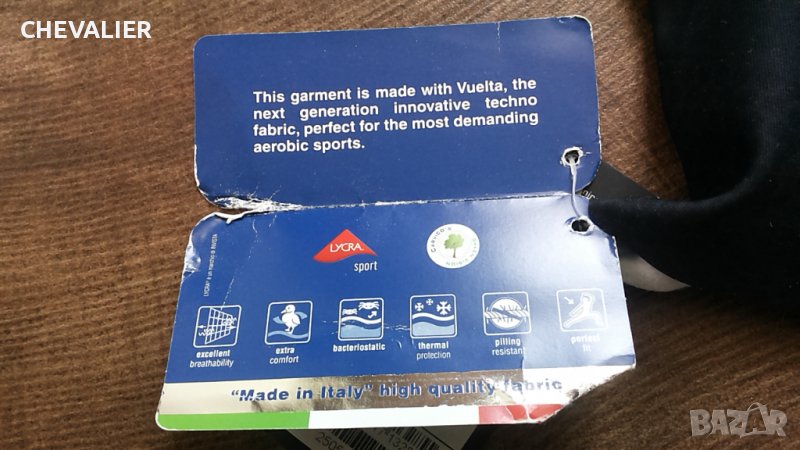 CHEVALIER
This garment is made with Vuelta, the
next generation innovative techno
fabric, perfect for the most demanding
aerobic sports.
LYCRA
sport
excellent
breathability
extra
comfort
bacteriostatic
thermal
protection
pilling
resistant
perfect
fit
"Made in Italy" high quality fabric
BAZAR